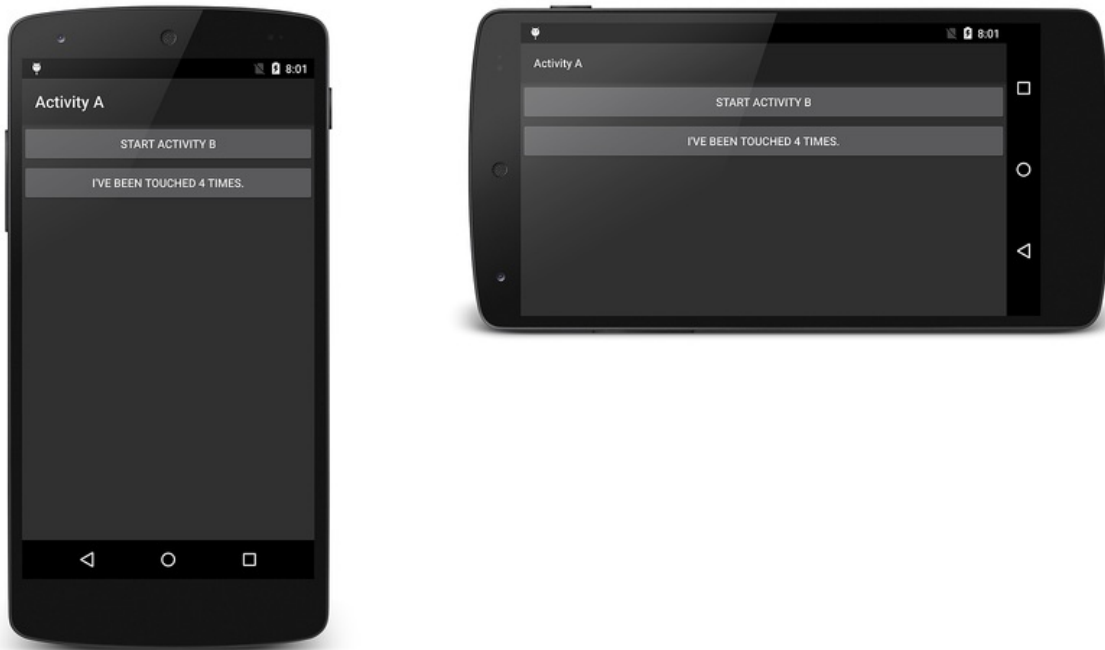 8:01
Activity A
START ACTIVITY B
I'VE BEEN TOUCHED 4 TIMES.
8:01
Activity A
START ACTIVITY B
I'VE BEEN TOUCHED 4 TIMES.